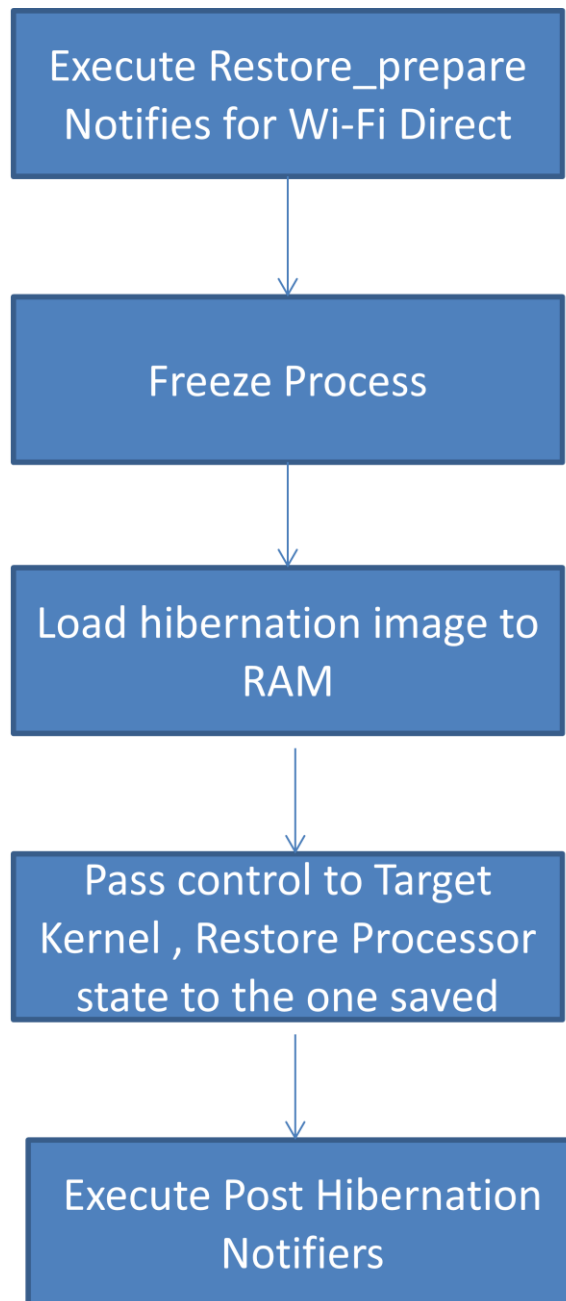 Execute Restore_prepare
Notifies for Wi-Fi Direct
Freeze Process
Load hibernation image to
RAM
Pass control to Target
Kernel , Restore Processor
state to the one saved
Execute Post Hibernation
Notifiers